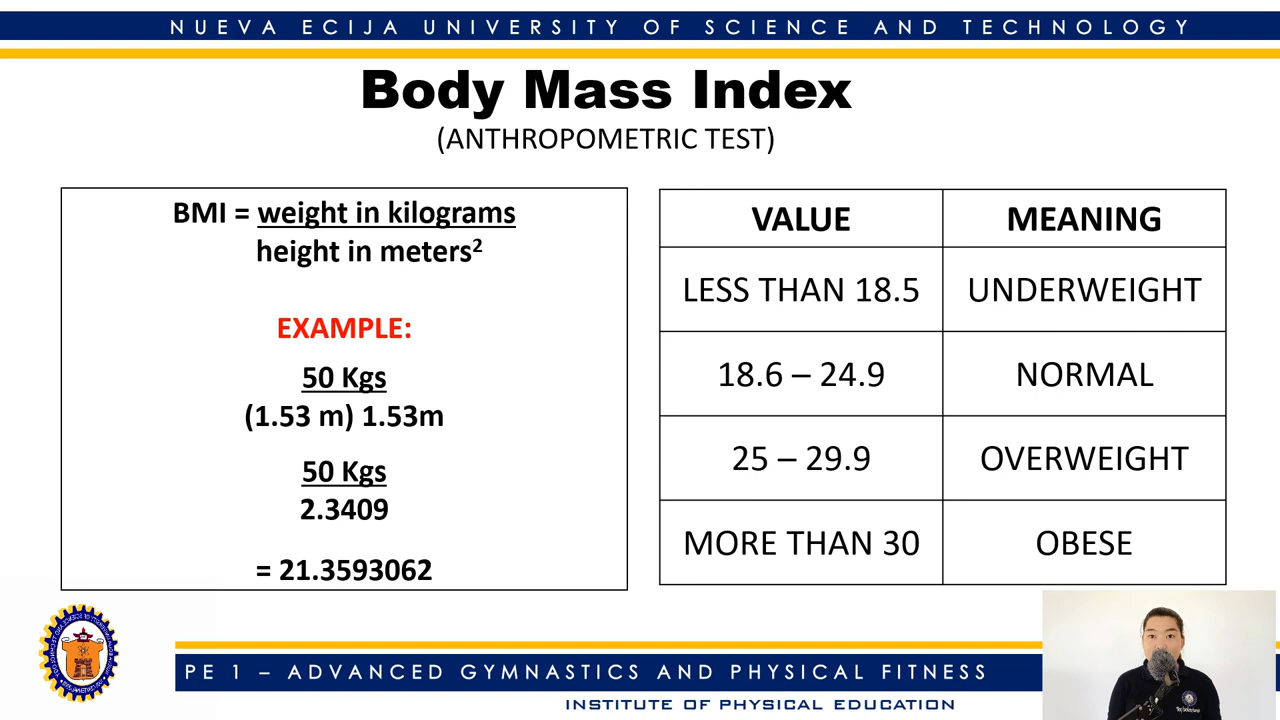 NUEVA ECIJA UNIVERSITY OF SCIENCE AND TECHNOLOGY
Body Mass Index
(ANTHROPOMETRIC TEST)
BMI = weight in kilograms
height in meters²
EXAMPLE:
50 Kgs
(1.53 m) 1.53m
50 Kgs
2.3409
= 21.3593062
VALUE MEANING
LESS THAN 18.5 UNDERWEIGHT
18.6 – 24.9 NORMAL
25 – 29.9 OVERWEIGHT
MORE THAN 30 OBESE
PE 1 – ADVANCED GYMNASTICS AND PHYSICAL FITNESS
INSTITUTE OF PHYSICAL EDUCATION